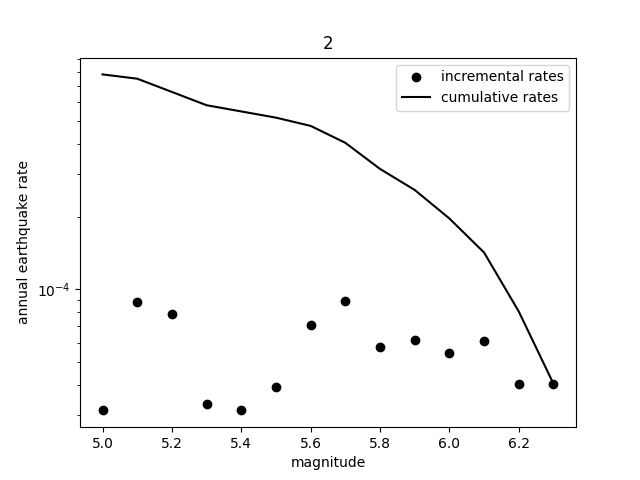 2
incremental rates
cumulative rates
annual earthquake rate
10⁻⁴
5.0 5.2 5.4 5.6 5.8 6.0 6.2
magnitude